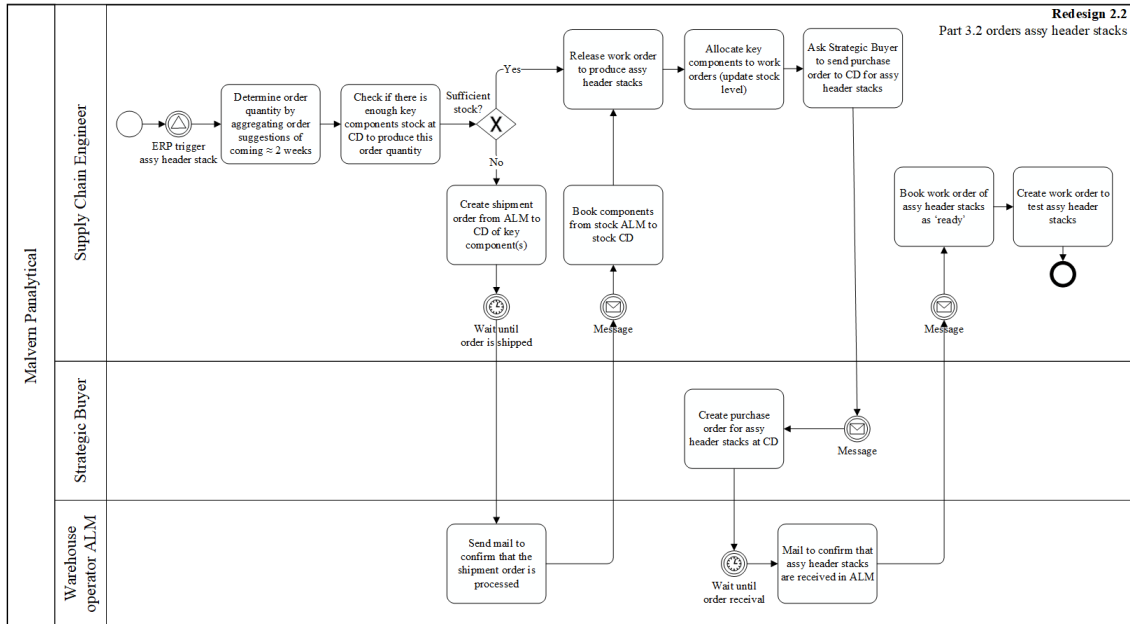 Redesign 2.2
Part 3.2 orders assy header stacks
Malvern Panalytical
Supply Chain Engineer
ERP trigger
assy header stack
Determine order
quantity by
aggregating order
suggestions of
coming ≈ 2 weeks
Check if there is
enough key
components stock at
CD to produce this
order quantity
Sufficient
stock?
X
Yes
No
Release work order
to produce assy
header stacks
Allocate key
components to work
orders (update stock
level)
Ask Strategic Buyer
to send purchase
order to CD for assy
header stacks
Create shipment
order from ALM to
CD of key
component(s)
Book components
from stock ALM to
stock CD
Book work order of
assy header stacks
as ‘ready’
Create work order to
test assy header
stacks
Wait until
order is shipped
Message
Message
Strategic Buyer
Create purchase
order for assy
header stacks at CD
Message
Warehouse
operator ALM
Send mail to
confirm that the
shipment order is
processed
Wait until
order receival
Mail to confirm that
assy header stacks
are received in ALM